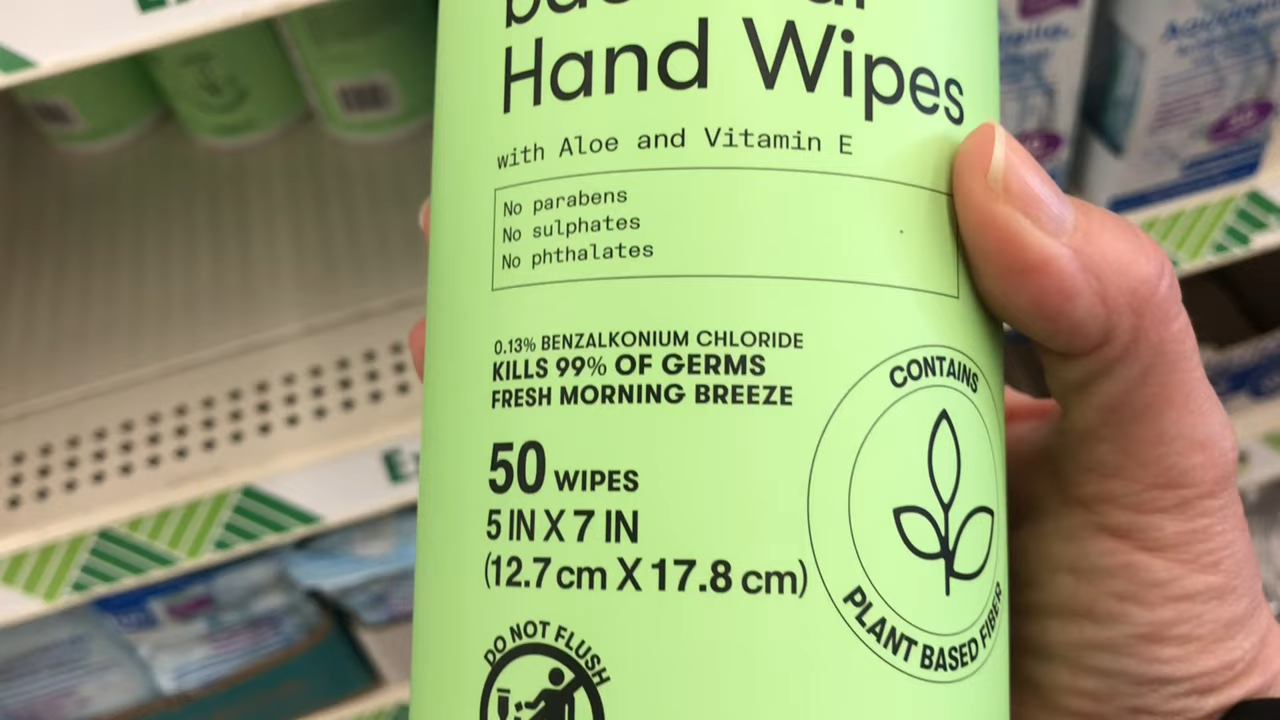 Hand Wipes
with Aloe and Vitamin E
No parabens
No sulphates
No phthalates
0.13% BENZALKONIUM CHLORIDE
KILLS 99% OF GERMS
FRESH MORNING BREEZE
50 WIPES
5 IN X 7 IN
(12.7 cm X 17.8 cm)
CONTAINS
PLANT BASED FIBER
DO NOT FLUSH